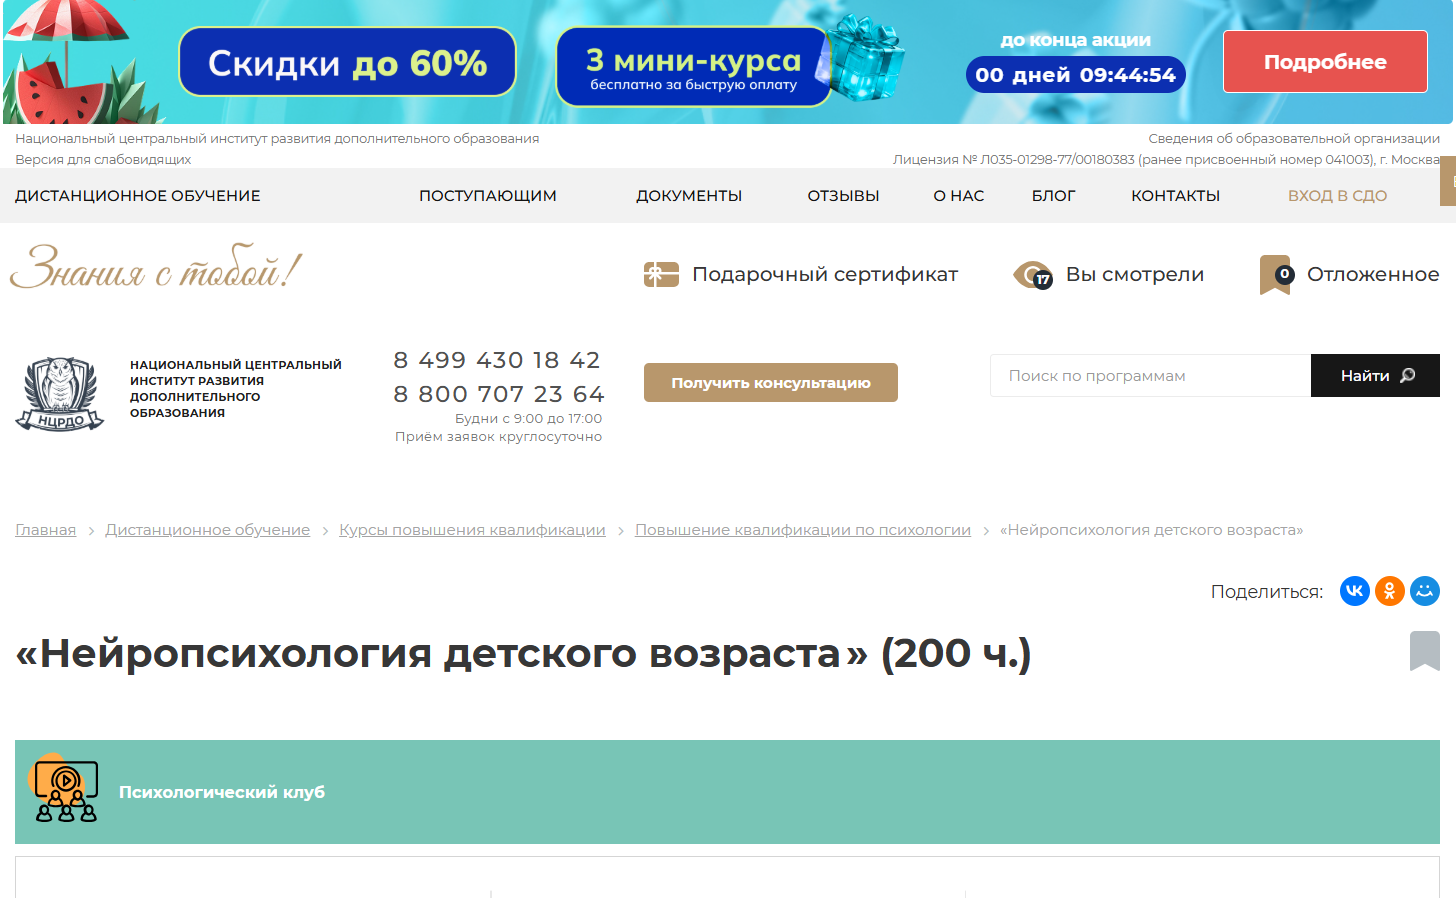 Скидки до 60%
3 мини-курса
бесплатно за быструю оплату
до конца акции
00 дней 09:44:54
Подробнее
Национальный центральный институт развития дополнительного образования
Сведения об образовательной организации
Версия для слабовидящих
Лицензия № Л035-01298-77/00180383 (ранее присвоенный номер 041003), г. Москва
ДИСТАНЦИОННОЕ ОБУЧЕНИЕ ПОСТУПАЮЩИМ ДОКУМЕНТЫ ОТЗЫВЫ О НАС БЛОГ КОНТАКТЫ ВХОД В СДО
Знания с тобой!
Подарочный сертификат
17 Вы смотрели
0 Отложенное
НЦРДО
НАЦИОНАЛЬНЫЙ ЦЕНТРАЛЬНЫЙ
ИНСТИТУТ РАЗВИТИЯ
ДОПОЛНИТЕЛЬНОГО
ОБРАЗОВАНИЯ
8 499 430 18 42
8 800 707 23 64
Будни с 9:00 до 17:00
Приём заявок круглосуточно
Получить консультацию
Поиск по программам
Найти
Главная › Дистанционное обучение › Курсы повышения квалификации › Повышение квалификации по психологии › «Нейропсихология детского возраста»
Поделиться:
«Нейропсихология детского возраста» (200 ч.)
Психологический клуб